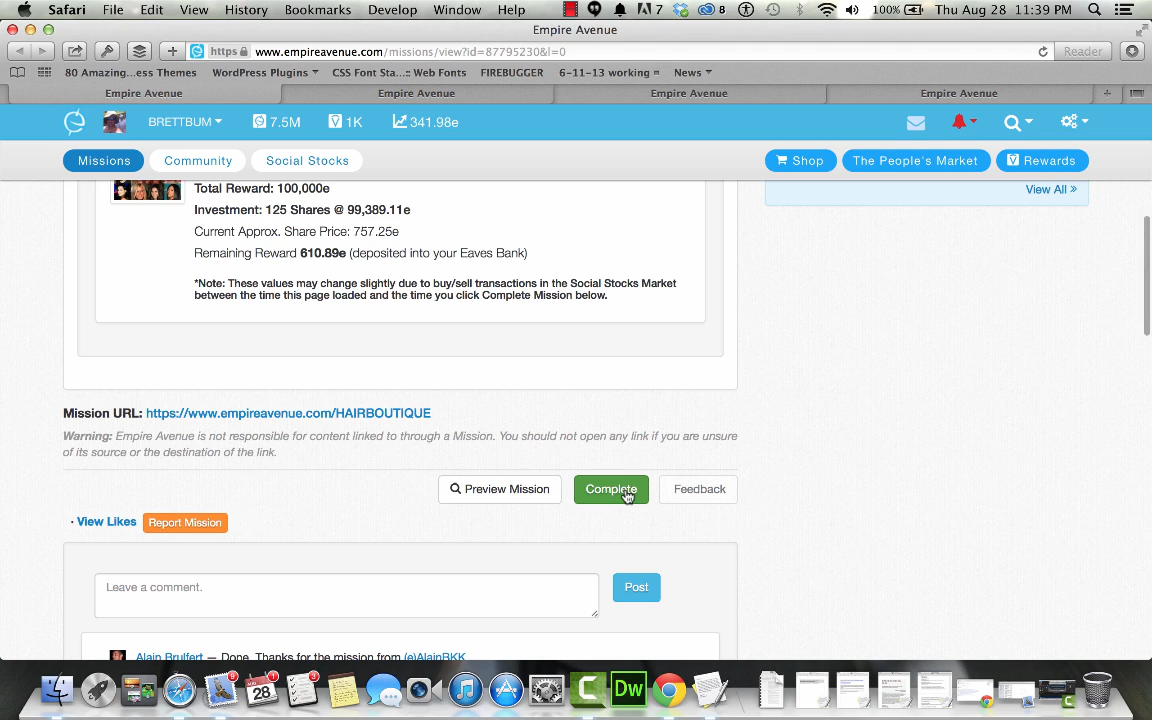 Safari File Edit View History Bookmarks Develop Window Help 7 8 100% Thu Aug 28 11:39 PM
Empire Avenue
https www.empireavenue.com/missions/view?id=87795230&l=0 Reader
80 Amazing...ess Themes WordPress Plugins CSS Font Sta...:: Web Fonts FIREBUGGER 6-11-13 working = News
Empire Avenue Empire Avenue Empire Avenue Empire Avenue
BRETTBUM 7.5M 1K 341.98e
Missions Community Social Stocks Shop The People's Market Rewards
Total Reward: 100,000e
View All »
Investment: 125 Shares @ 99,389.11e
Current Approx. Share Price: 757.25e
Remaining Reward 610.89e (deposited into your Eaves Bank)
*Note: These values may change slightly due to buy/sell transactions in the Social Stocks Market
between the time this page loaded and the time you click Complete Mission below.
Mission URL: https://www.empireavenue.com/HAIRBOUTIQUE
Warning: Empire Avenue is not responsible for content linked to through a Mission. You should not open any link if you are unsure
of its source or the destination of the link.
Preview Mission Complete Feedback
· View Likes Report Mission
Leave a comment. Post
Alain Brulfert — Done. Thanks for the mission from (e)AlainBKK
9 28 1 3 Dw